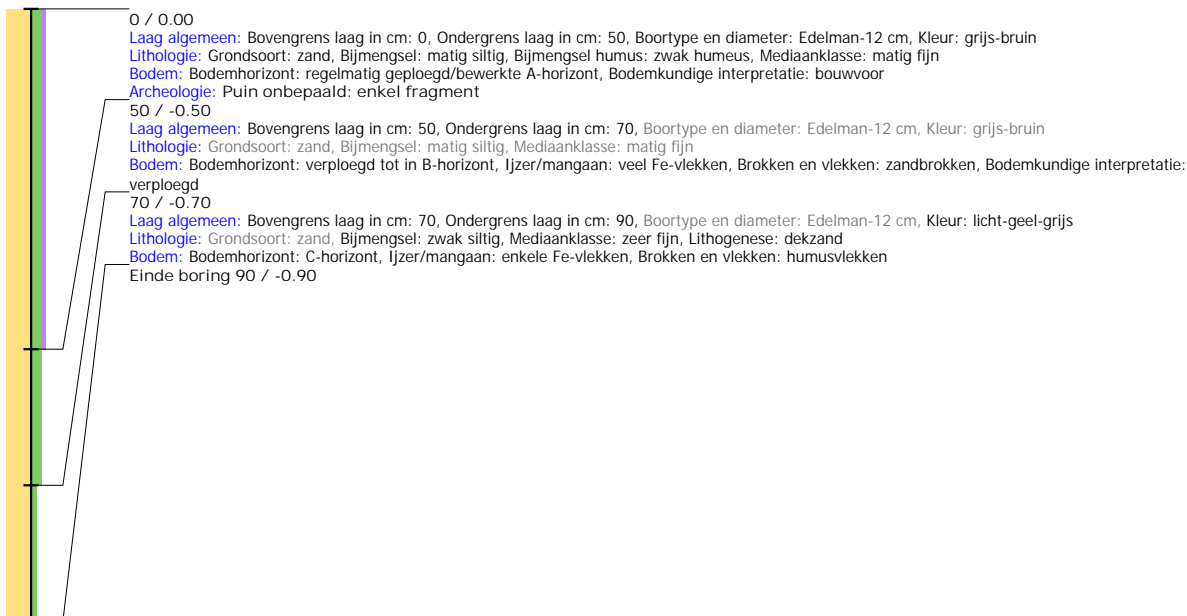 0 / 0.00
Laag algemeen: Bovengrens laag in cm: 0, Ondergrens laag in cm: 50, Boortype en diameter: Edelman-12 cm, Kleur: grijs-bruin
Lithologie: Grondsoort: zand, Bijmengsel: matig siltig, Bijmengsel humus: zwak humeus, Mediaanklasse: matig fijn
Bodem: Bodemhorizont: regelmatig geploegd/bewerkte A-horizont, Bodemkundige interpretatie: bouwvoor
Archeologie: Puin onbepaald: enkel fragment
50 / -0.50
Laag algemeen: Bovengrens laag in cm: 50, Ondergrens laag in cm: 70, Boortype en diameter: Edelman-12 cm, Kleur: grijs-bruin
Lithologie: Grondsoort: zand, Bijmengsel: matig siltig, Mediaanklasse: matig fijn
Bodem: Bodemhorizont: verploegd tot in B-horizont, Ijzer/mangaan: veel Fe-vlekken, Brokken en vlekken: zandbrokken, Bodemkundige interpretatie:
verploegd
70 / -0.70
Laag algemeen: Bovengrens laag in cm: 70, Ondergrens laag in cm: 90, Boortype en diameter: Edelman-12 cm, Kleur: licht-geel-grijs
Lithologie: Grondsoort: zand, Bijmengsel: zwak siltig, Mediaanklasse: zeer fijn, Lithogenese: dekzand
Bodem: Bodemhorizont: C-horizont, Ijzer/mangaan: enkele Fe-vlekken, Brokken en vlekken: humusvlekken
Einde boring 90 / -0.90